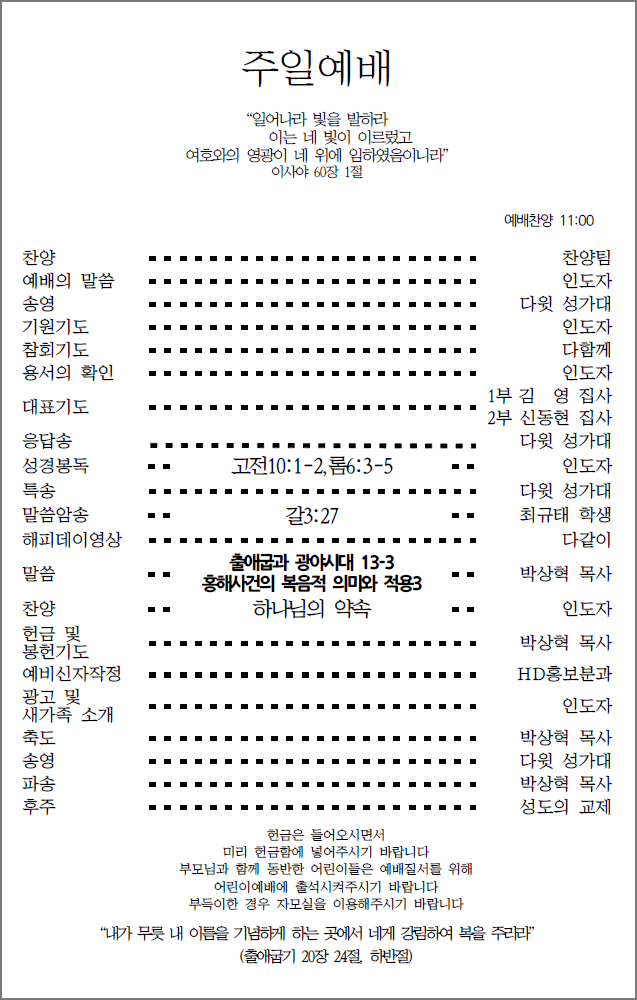 주일예배
“일어나라 빛을 발하라
이는 네 빛이 이르렀고
여호와의 영광이 네 위에 임하였음이니라”
이사야 60장 1절
예배찬양 11:00
찬양 찬양팀
예배의 말씀 인도자
송영 다윗 성가대
기원기도 인도자
참회기도 다함께
용서의 확인 인도자
대표기도 1부 김 영 집사
2부 신동현 집사
응답송 다윗 성가대
성경봉독 고전10:1-2,롬6:3-5 인도자
특송 다윗 성가대
말씀암송 갈3:27 최규태 학생
해피데이영상 다같이
말씀 출애굽과 광야시대 13-3
홍해사건의 복음적 의미와 적용3 박상혁 목사
찬양 하나님의 약속 인도자
헌금 및
봉헌기도 박상혁 목사
예비신자작정 HD홍보분과
광고 및
새가족 소개 인도자
축도 박상혁 목사
송영 다윗 성가대
파송 박상혁 목사
후주 성도의 교제
헌금은 들어오시면서
미리 헌금함에 넣어주시기 바랍니다
부모님과 함께 동반한 어린이들은 예배질서를 위해
어린이예배에 출석시켜주시기 바랍니다
부득이한 경우 자모실을 이용해주시기 바랍니다
“내가 무릇 내 이름을 기념하게 하는 곳에서 네게 강림하여 복을 주리라”
(출애굽기 20장 24절, 하반절)